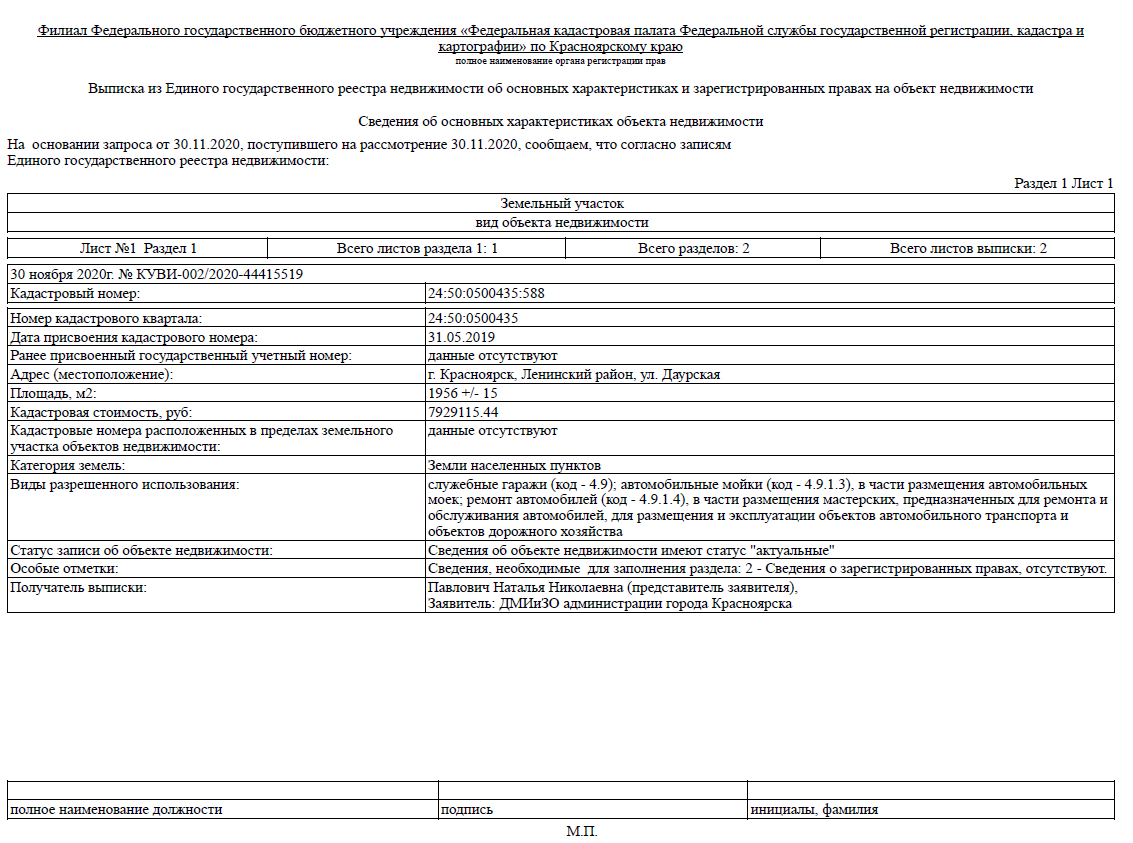 Филиал Федерального государственного бюджетного учреждения «Федеральная кадастровая палата Федеральной службы государственной регистрации, кадастра и
картографии» по Красноярскому краю
полное наименование органа регистрации прав
Выписка из Единого государственного реестра недвижимости об основных характеристиках и зарегистрированных правах на объект недвижимости
Сведения об основных характеристиках объекта недвижимости
На основании запроса от 30.11.2020, поступившего на рассмотрение 30.11.2020, сообщаем, что согласно записям
Единого государственного реестра недвижимости:
Раздел 1 Лист 1
Земельный участок
вид объекта недвижимости
Лист №1 Раздел 1 Всего листов раздела 1: 1 Всего разделов: 2 Всего листов выписки: 2
30 ноября 2020г. № КУВИ-002/2020-44415519
Кадастровый номер: 24:50:0500435:588
Номер кадастрового квартала: 24:50:0500435
Дата присвоения кадастрового номера: 31.05.2019
Ранее присвоенный государственный учетный номер: данные отсутствуют
Адрес (местоположение): г. Красноярск, Ленинский район, ул. Даурская
Площадь, м2: 1956 +/- 15
Кадастровая стоимость, руб: 7929115.44
Кадастровые номера расположенных в пределах земельного данные отсутствуют
участка объектов недвижимости:
Категория земель: Земли населенных пунктов
Виды разрешенного использования: служебные гаражи (код - 4.9); автомобильные мойки (код - 4.9.1.3), в части размещения автомобильных
моек; ремонт автомобилей (код - 4.9.1.4), в части размещения мастерских, предназначенных для ремонта и
обслуживания автомобилей, для размещения и эксплуатации объектов автомобильного транспорта и
объектов дорожного хозяйства
Статус записи об объекте недвижимости: Сведения об объекте недвижимости имеют статус "актуальные"
Особые отметки: Сведения, необходимые для заполнения раздела: 2 - Сведения о зарегистрированных правах, отсутствуют.
Получатель выписки: Павлович Наталья Николаевна (представитель заявителя),
Заявитель: ДМИиЗО администрации города Красноярска
полное наименование должности подпись инициалы, фамилия
М.П.